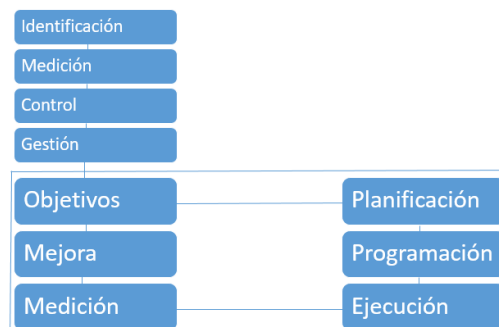 Identificación
Medición
Control
Gestión
Objetivos
Planificación
Mejora
Programación
Medición
Ejecución